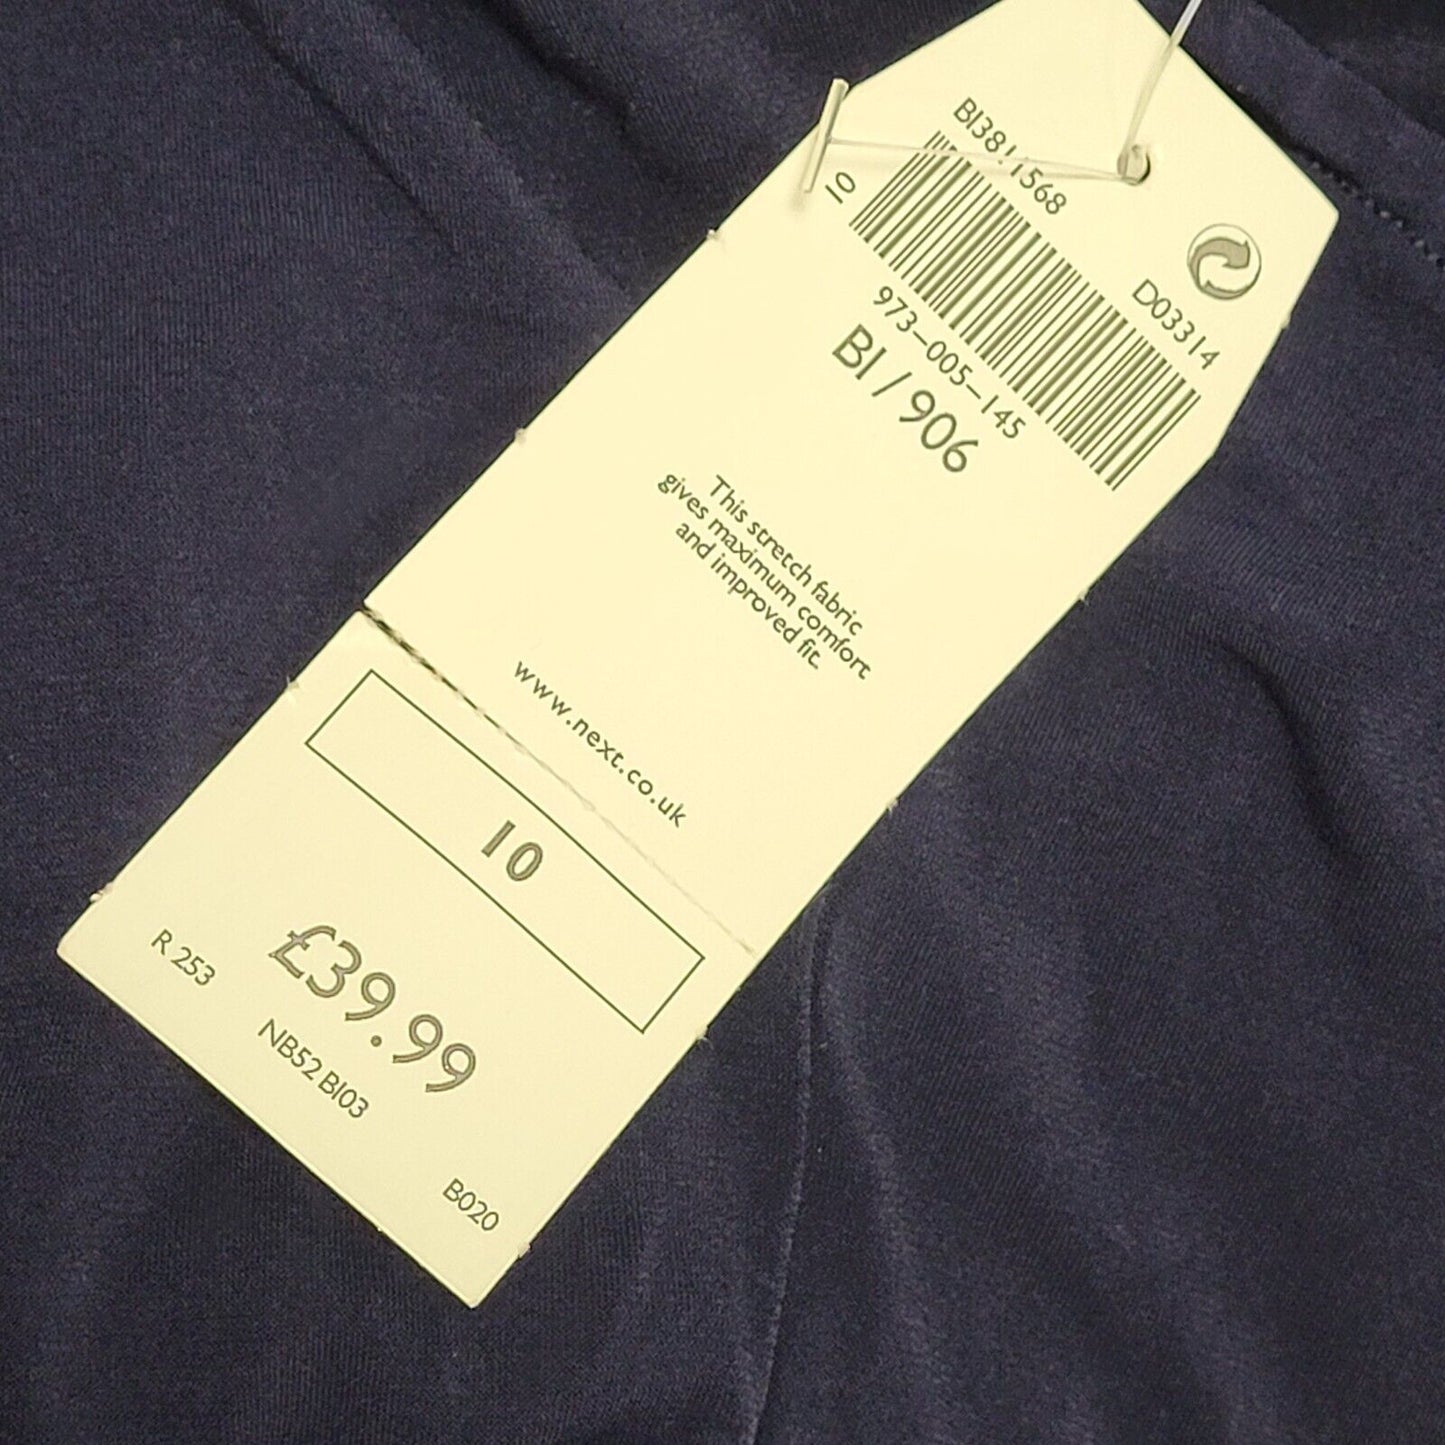 10
D03314
973-005-145
BI / 906
This stretch fabric
gives maximum comfort
and improved fit.
www.next.co.uk
10
£39.99
R 253
NB52 BI03
B020